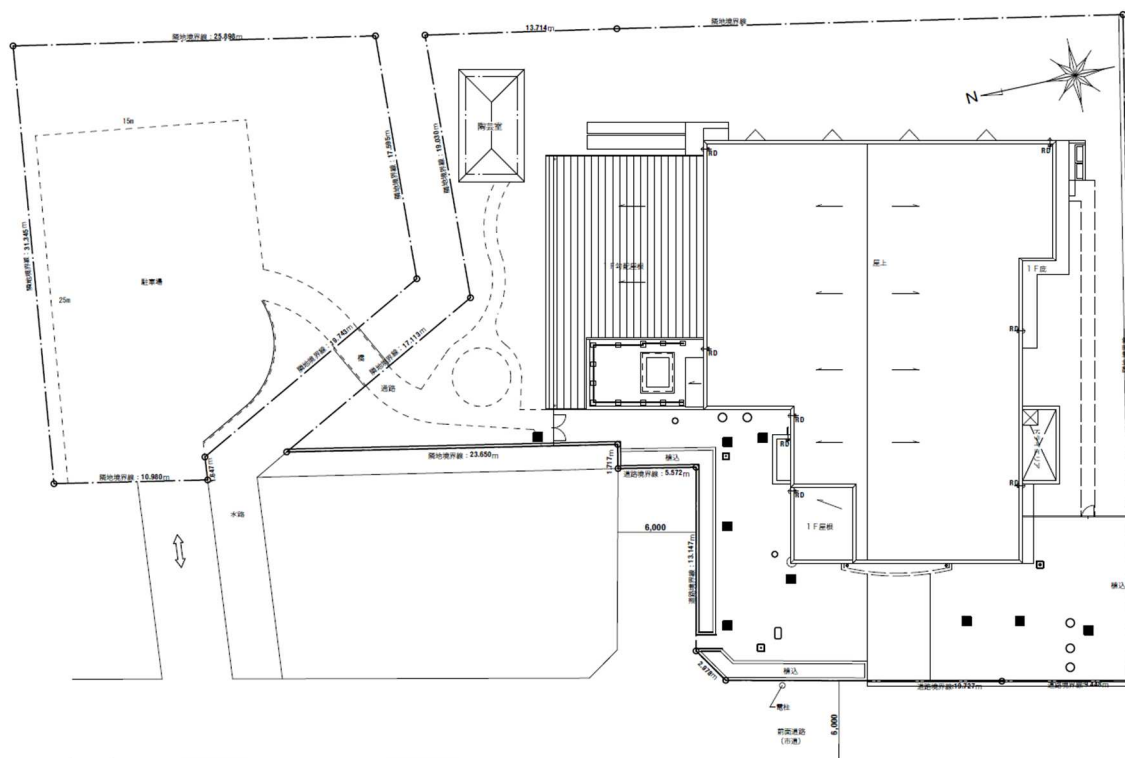 隣地境界線：25.898m
13.714m
隣地境界線
N
15m
陶芸室
隣地境界線：17.595m
隣地境界線：19.030m
RD
RD
隣地境界線：31.345m
駐車場
25m
1F勾配屋根
屋上
1F庇
橋
通路
隣地境界線：17.113m
RD
RD
RD
RD
RD
RD
1F屋根
隣地境界線：10.980m
水路
隣地境界線：23.650m
1.717m
植込
道路境界線：5.572m
6,000
道路境界線：13.147m
2.978m
植込
植込
電柱
前面道路
（市道）
6,000
道路境界線：19.727m
隣地境界線